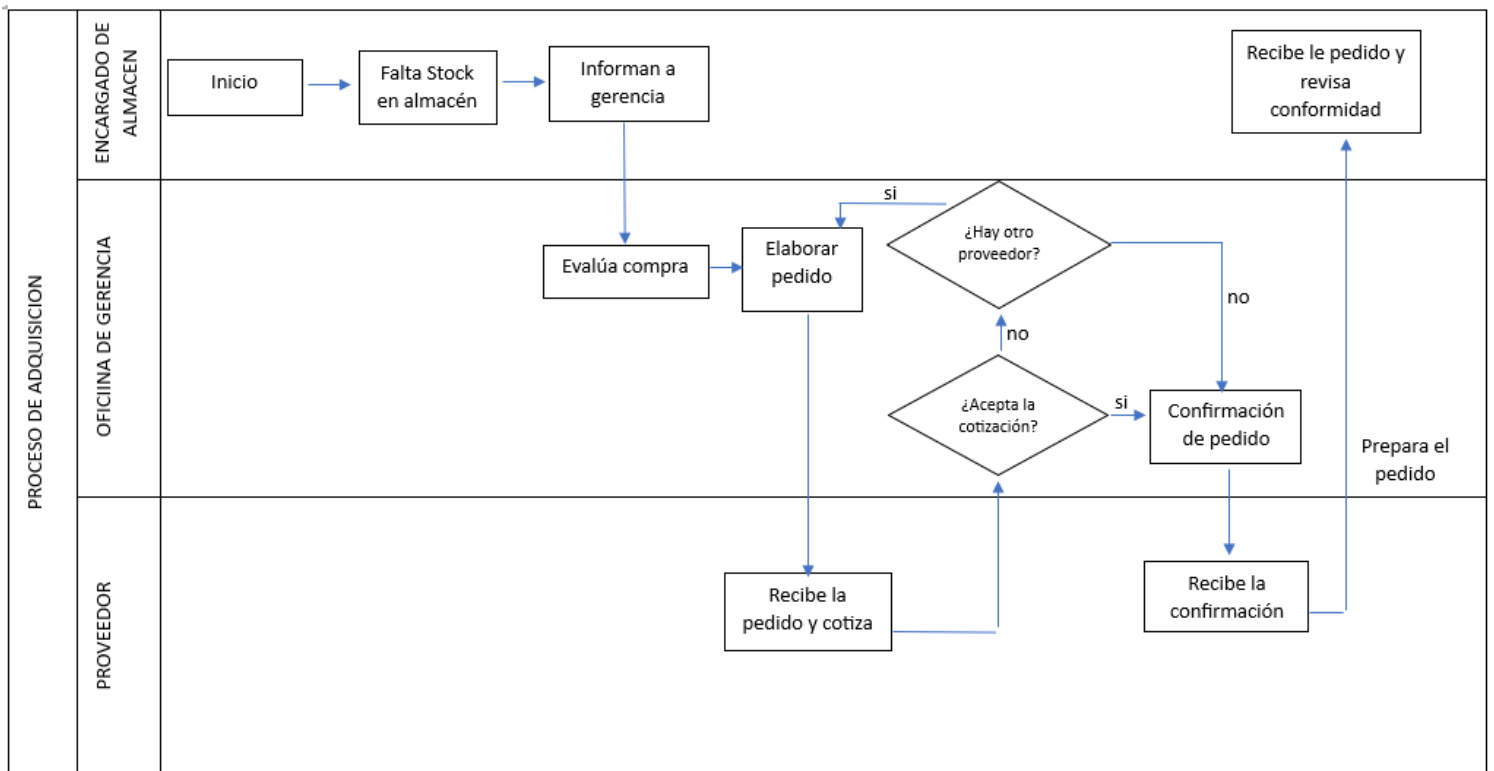 PROCESO DE ADQUISICION
ENCARGADO DE
ALMACEN
Inicio
Falta Stock
en almacén
Informan a
gerencia
Recibe le pedido y
revisa
conformidad
OFICIINA DE GERENCIA
Evalúa compra
Elaborar
pedido
si
¿Hay otro
proveedor?
no
no
¿Acepta la
cotización?
si
Confirmación
de pedido
Prepara el
pedido
PROVEEDOR
Recibe la
pedido y cotiza
Recibe la
confirmación